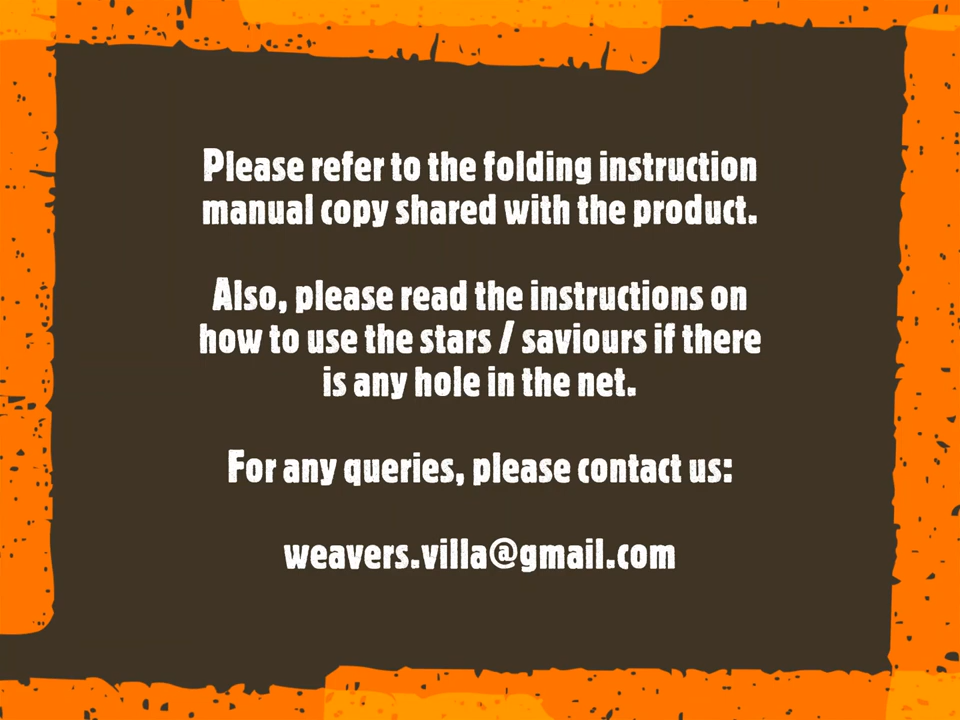 Please refer to the folding instruction
manual copy shared with the product.
Also, please read the instructions on
how to use the stars / saviours if there
is any hole in the net.
For any queries, please contact us:
weavers.villa@gmail.com